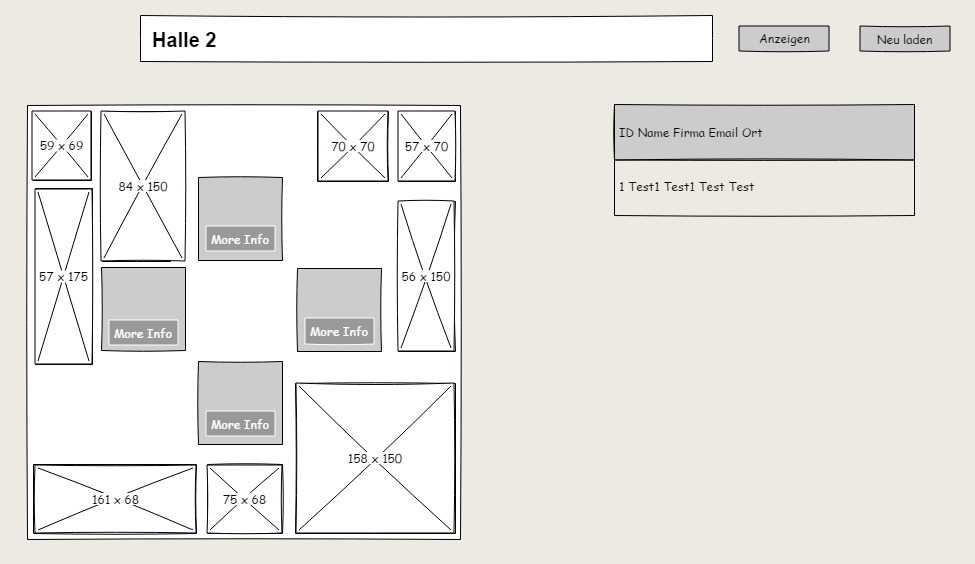 Halle 2
Anzeigen
Neu laden
59 x 69
84 x 150
70 x 70
57 x 70
ID Name Firma Email Ort
1 Test1 Test1 Test Test
More Info
57 x 175
56 x 150
More Info
More Info
More Info
158 x 150
161 x 68
75 x 68